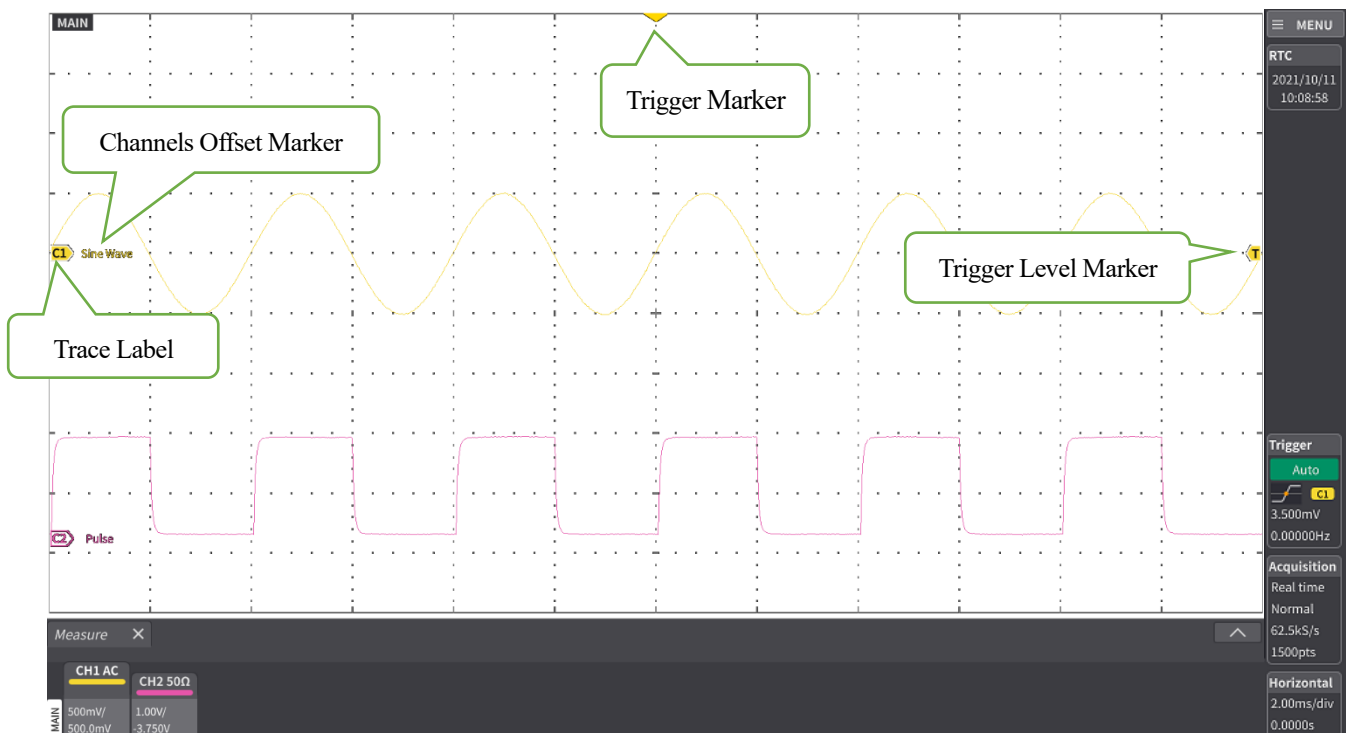 MAIN
MENU
RTC
2021/10/11
10:08:58
Trigger Marker
Channels Offset Marker
C1 Sine Wave
T
Trigger Level Marker
Trace Label
C2 Pulse
Trigger
Auto
C1
3.500mV
0.00000Hz
Acquisition
Real time
Normal
62.5kS/s
1500pts
Horizontal
2.00ms/div
0.0000s
Measure
MAIN
CH1 AC
500mV/
500.0mV
CH2 50Ω
1.00V/
-3.750V